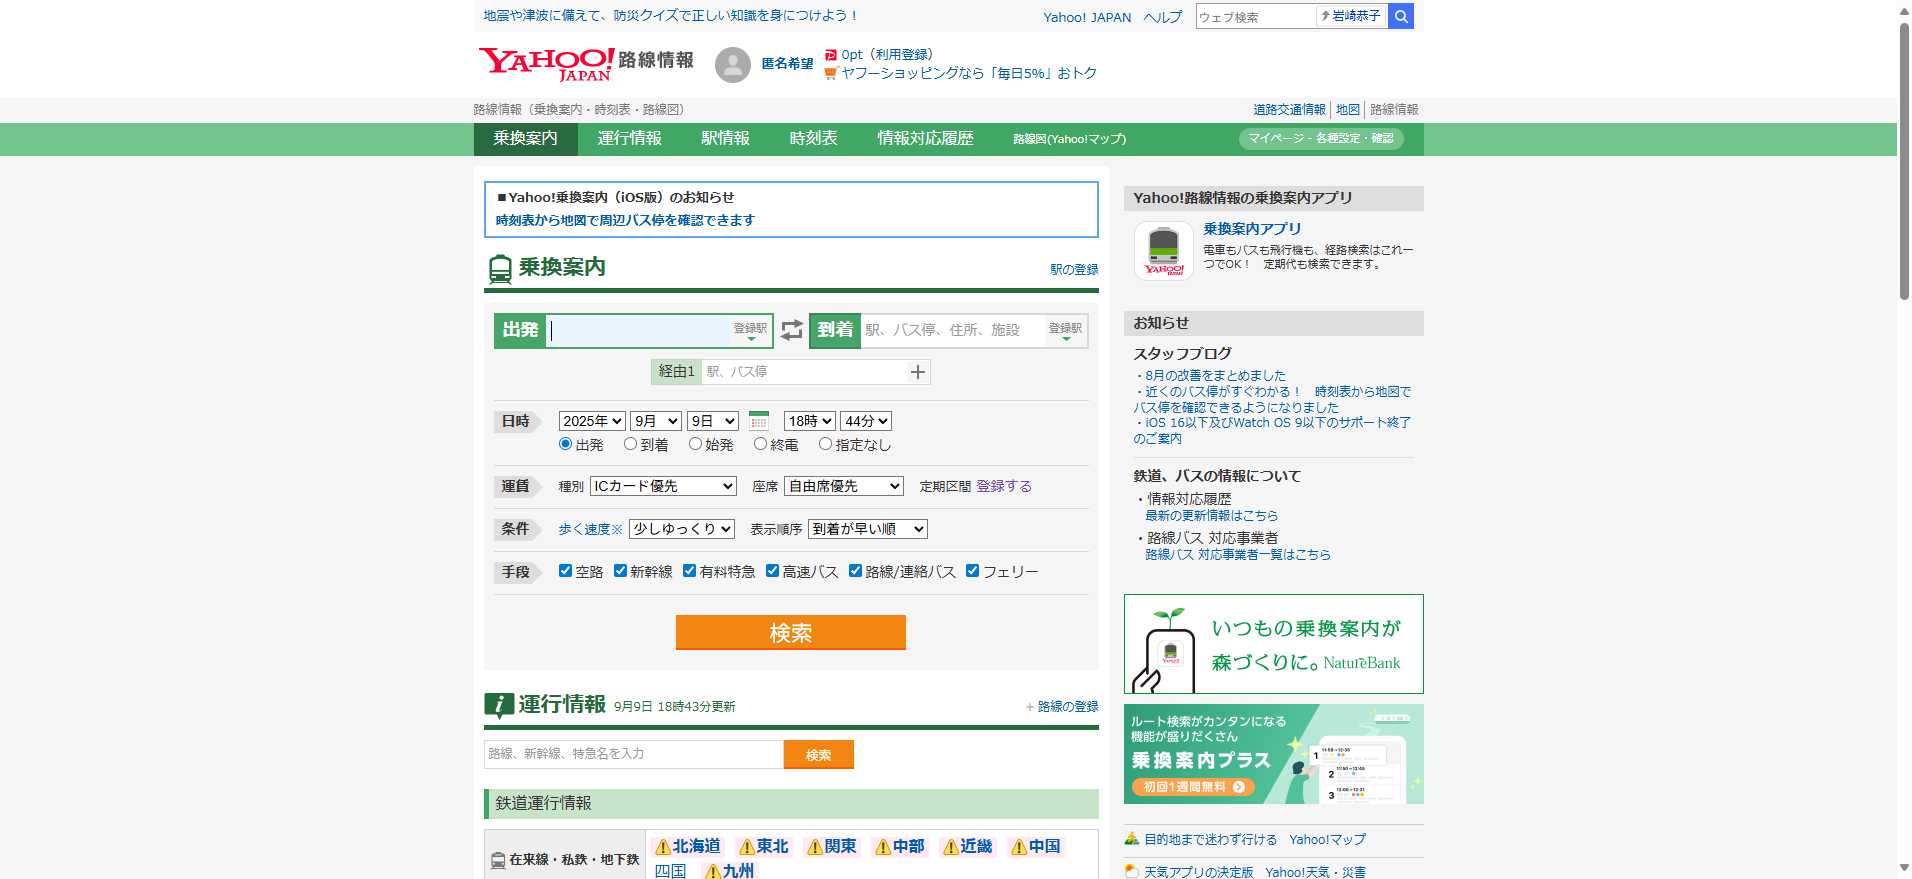 地震や津波に備えて、防災クイズで正しい知識を身につけよう！
Yahoo! JAPAN ヘルプ
ウェブ検索
岩崎恭子
YAHOO! JAPAN 路線情報
匿名希望
0pt（利用登録）
ヤフーショッピングなら「毎日5%」おトク
路線情報（乗換案内・時刻表・路線図）
道路交通情報 地図 路線情報
乗換案内 運行情報 駅情報 時刻表 情報対応履歴 路線図(Yahoo!マップ)
マイページ - 各種設定・確認
■Yahoo!乗換案内（iOS版）のお知らせ
時刻表から地図で周辺バス停を確認できます
乗換案内
駅の登録
出発 登録駅
到着 駅、バス停、住所、施設 登録駅
経由1 駅、バス停
日時 2025年 9月 9日 18時 44分
出発 到着 始発 終電 指定なし
運賃 種別 ICカード優先 座席 自由席優先 定期区間 登録する
条件 歩く速度※ 少しゆっくり 表示順序 到着が早い順
手段 空路 新幹線 有料特急 高速バス 路線/連絡バス フェリー
検索
運行情報 9月9日 18時43分更新
+ 路線の登録
路線、新幹線、特急名を入力
検索
鉄道運行情報
在来線・私鉄・地下鉄
北海道 東北 関東 中部 近畿 中国
四国 九州
Yahoo!路線情報の乗換案内アプリ
YAHOO! JAPAN
乗換案内アプリ
電車もバスも飛行機も、経路検索はこれ一
つでOK！ 定期代も検索できます。
お知らせ
スタッフブログ
・8月の改善をまとめました
・近くのバス停がすぐわかる！ 時刻表から地図で
バス停を確認できるようになりました
・iOS 16以下及びWatch OS 9以下のサポート終了
のご案内
鉄道、バスの情報について
・情報対応履歴
最新の更新情報はこちら
・路線バス 対応事業者
路線バス 対応事業者一覧はこちら
いつもの乗換案内が
森づくりに。NatureBank
ルート検索がカンタンになる
機能が盛りだくさん
乗換案内プラス
初回1週間無料
1
2
3
目的地まで迷わず行ける Yahoo!マップ
天気アプリの決定版 Yahoo!天気・災害